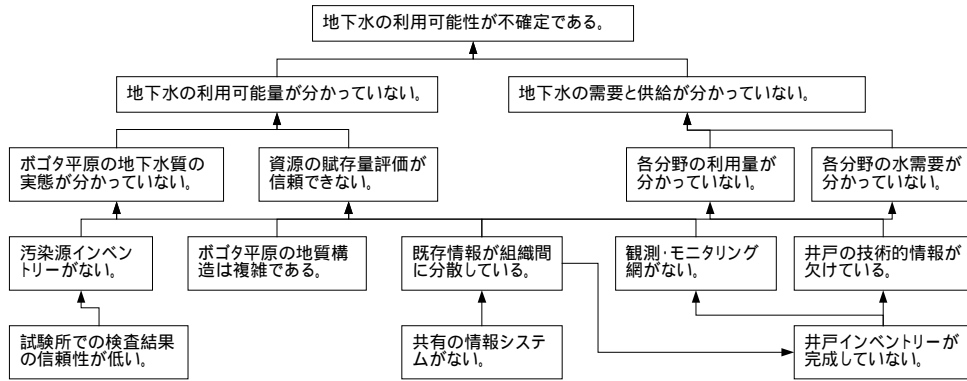 地下水の利用可能性が不確定である。
地下水の利用可能量が分かっていない。
地下水の需要と供給が分かっていない。
ボゴタ平原の地下水質の
実態が分かっていない。
資源の賦存量評価が
信頼できない。
各分野の利用量が
分かっていない。
各分野の水需要が
分かっていない。
汚染源インベン
トリーがない。
ボゴタ平原の地質構
造は複雑である。
既存情報が組織間
に分散している。
観測・モニタリング
網がない。
井戸の技術的情報が
欠けている。
試験所での検査結果
の信頼性が低い。
共有の情報システ
ムがない。
井戸インベントリーが
完成していない。